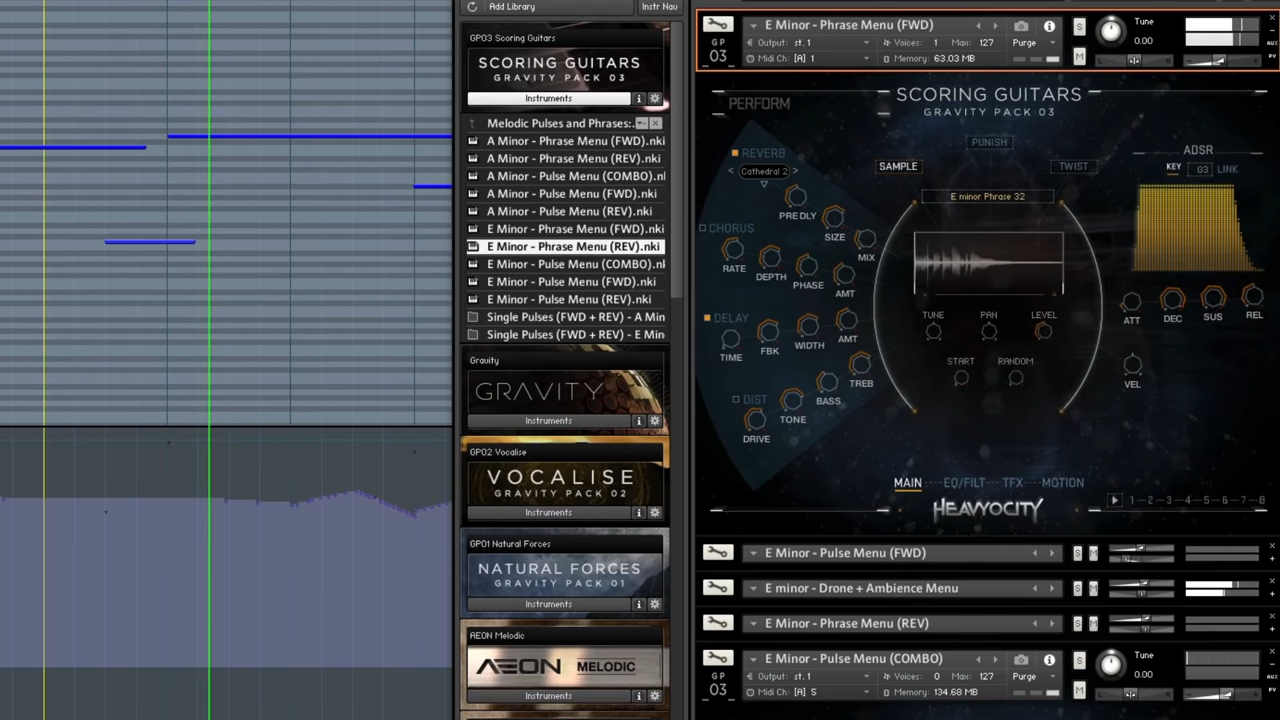 Add Library
Instr Nav
GP03 Scoring Guitars
SCORING GUITARS
GRAVITY PACK 03
Instruments
Melodic Pulses and Phrases:.
A Minor - Phrase Menu (FWD).nki
A Minor - Phrase Menu (REV).nki
A Minor - Pulse Menu (COMBO).nl
A Minor - Pulse Menu (FWD).nki
A Minor - Pulse Menu (REV).nki
E Minor - Phrase Menu (FWD).nki
E Minor - Phrase Menu (REV).nki
E Minor - Pulse Menu (COMBO).nl
E Minor - Pulse Menu (FWD).nki
E Minor - Pulse Menu (REV).nki
Single Pulses (FWD + REV) - A Min
Single Pulses (FWD + REV) - E Min
Gravity
GRAVITY
Instruments
GP02 Vocalise
VOCALISE
GRAVITY PACK 02
Instruments
GP01 Natural Forces
NATURAL FORCES
GRAVITY PACK 01
Instruments
AEON Melodic
AEON MELODIC
Instruments
GP
03
E Minor - Phrase Menu (FWD)
Output: st. 1
Voices: 1 Max: 127
Purge
Midi Ch: [A] 1
Memory: 63.03 MB
S
M
Tune
0.00
AUX
PV
SCORING GUITARS
GRAVITY PACK 03
PERFORM
PUNISH
SAMPLE
TWIST
E minor Phrase 32
TUNE
PAN
LEVEL
START
RANDOM
REVERB
< Cathedral 2 >
PREDLY
SIZE
MIX
CHORUS
RATE
DEPTH
PHASE
AMT
DELAY
TIME
FBK
WIDTH
AMT
DIST
DRIVE
TONE
BASS
TREB
ADSR
KEY
G3
LINK
ATT
DEC
SUS
REL
VEL
MAIN
EQ/FILT
TFX
MOTION
1 2 3 4 5 6 7 8
HEAVYOCITY
E Minor - Pulse Menu (FWD)
S M
E minor - Drone + Ambience Menu
S M
E Minor - Phrase Menu (REV)
S M
GP
03
E Minor - Pulse Menu (COMBO)
Output: st. 1
Voices: 0 Max: 127
Purge
Midi Ch: [A] 5
Memory: 134.68 MB
S
M
Tune
0.00
AUX
PV